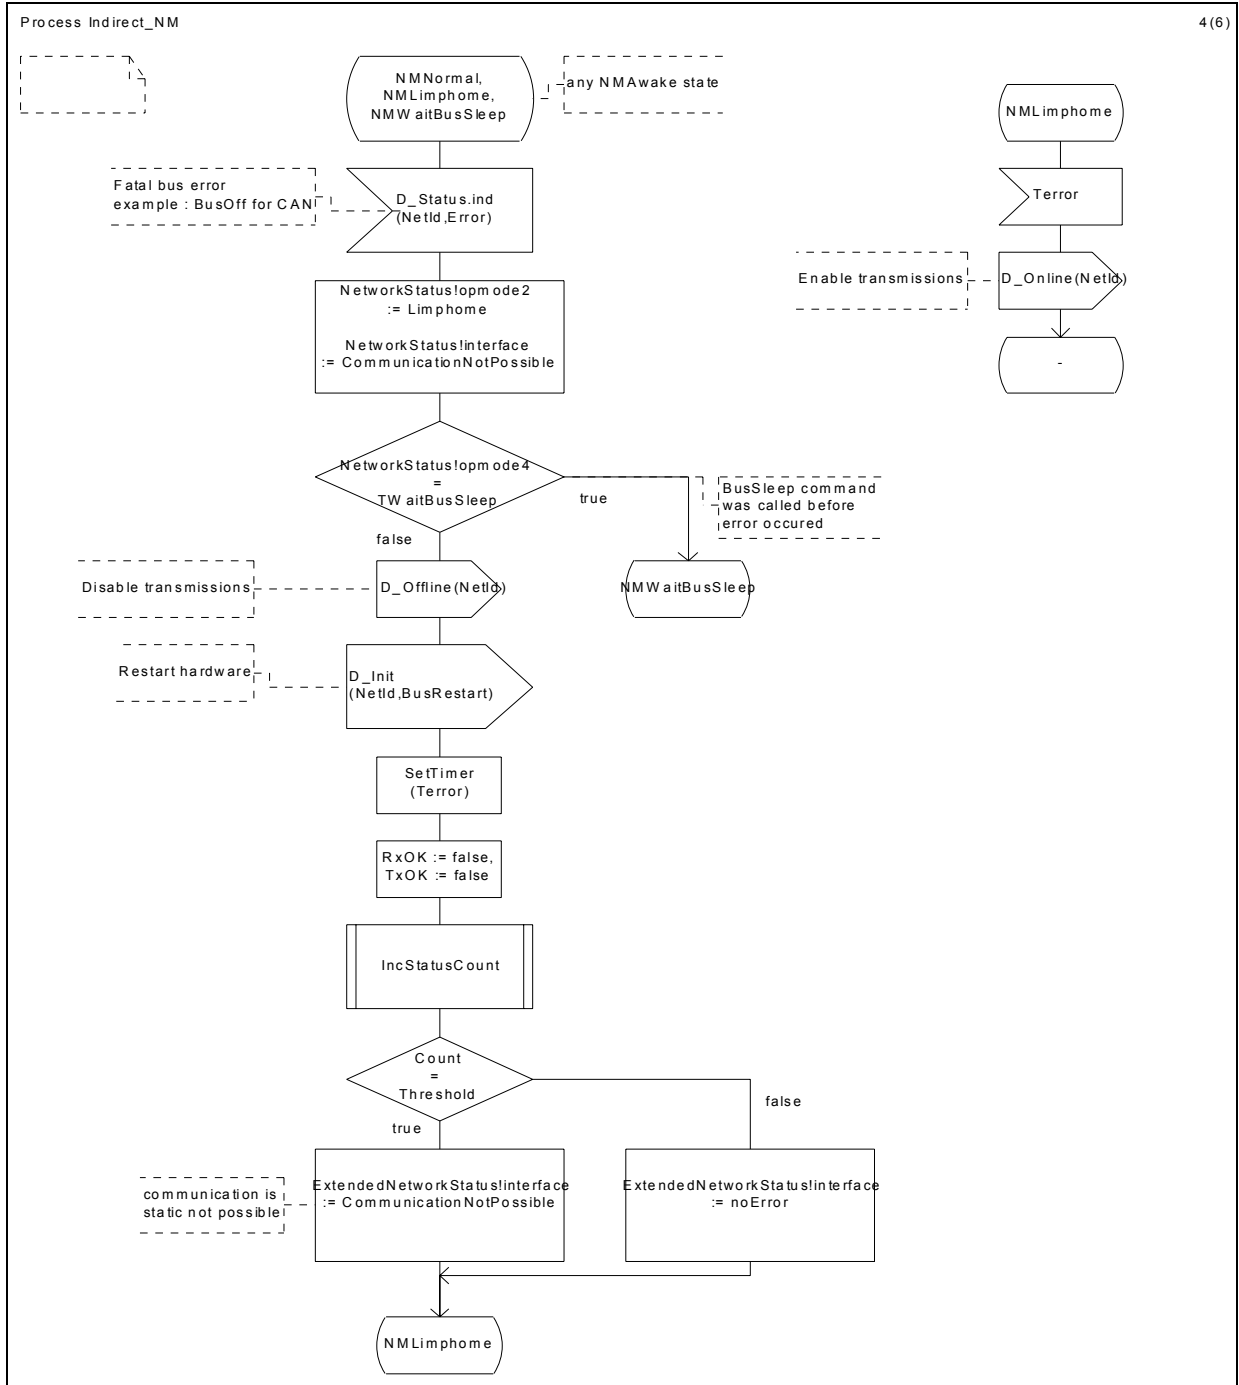 Process Indirect_NM
4(6)
NMNormal,
NMLimphome,
NMWaitBusSleep
any NMAwake state
NMLimphome
Fatal bus error
example : BusOff for CAN
D_Status.ind
(NetId,Error)
Terror
Enable transmissions
D_Online(NetId)
NetworkStatus!opmode2
:= Limphome
NetworkStatus!interface
:= CommunicationNotPossible
-
NetworkStatus!opmode4
=
TWaitBusSleep
true
BusSleep command
was called before
error occured
false
Disable transmissions
D_Offline(NetId)
NMWaitBusSleep
Restart hardware
D_Init
(NetId,BusRestart)
SetTimer
(Terror)
RxOK := false,
TxOK := false
IncStatusCount
Count
=
Threshold
false
true
communication is
static not possible
ExtendedNetworkStatus!interface
:= CommunicationNotPossible
ExtendedNetworkStatus!interface
:= noError
NMLimphome